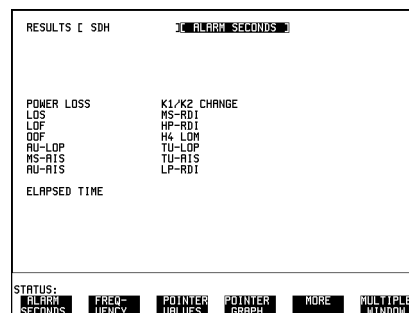 RESULTS [ SDH ][ ALARM SECONDS ]
POWER LOSS K1/K2 CHANGE
LOS MS-RDI
LOF HP-RDI
OOF H4 LOM
AU-LOP TU-LOP
MS-AIS TU-AIS
AU-AIS LP-RDI
ELAPSED TIME
STATUS:
ALARM FREQ- POINTER POINTER MORE MULTIPLE
SECONDS UENCY VALUES GRAPH WINDOW